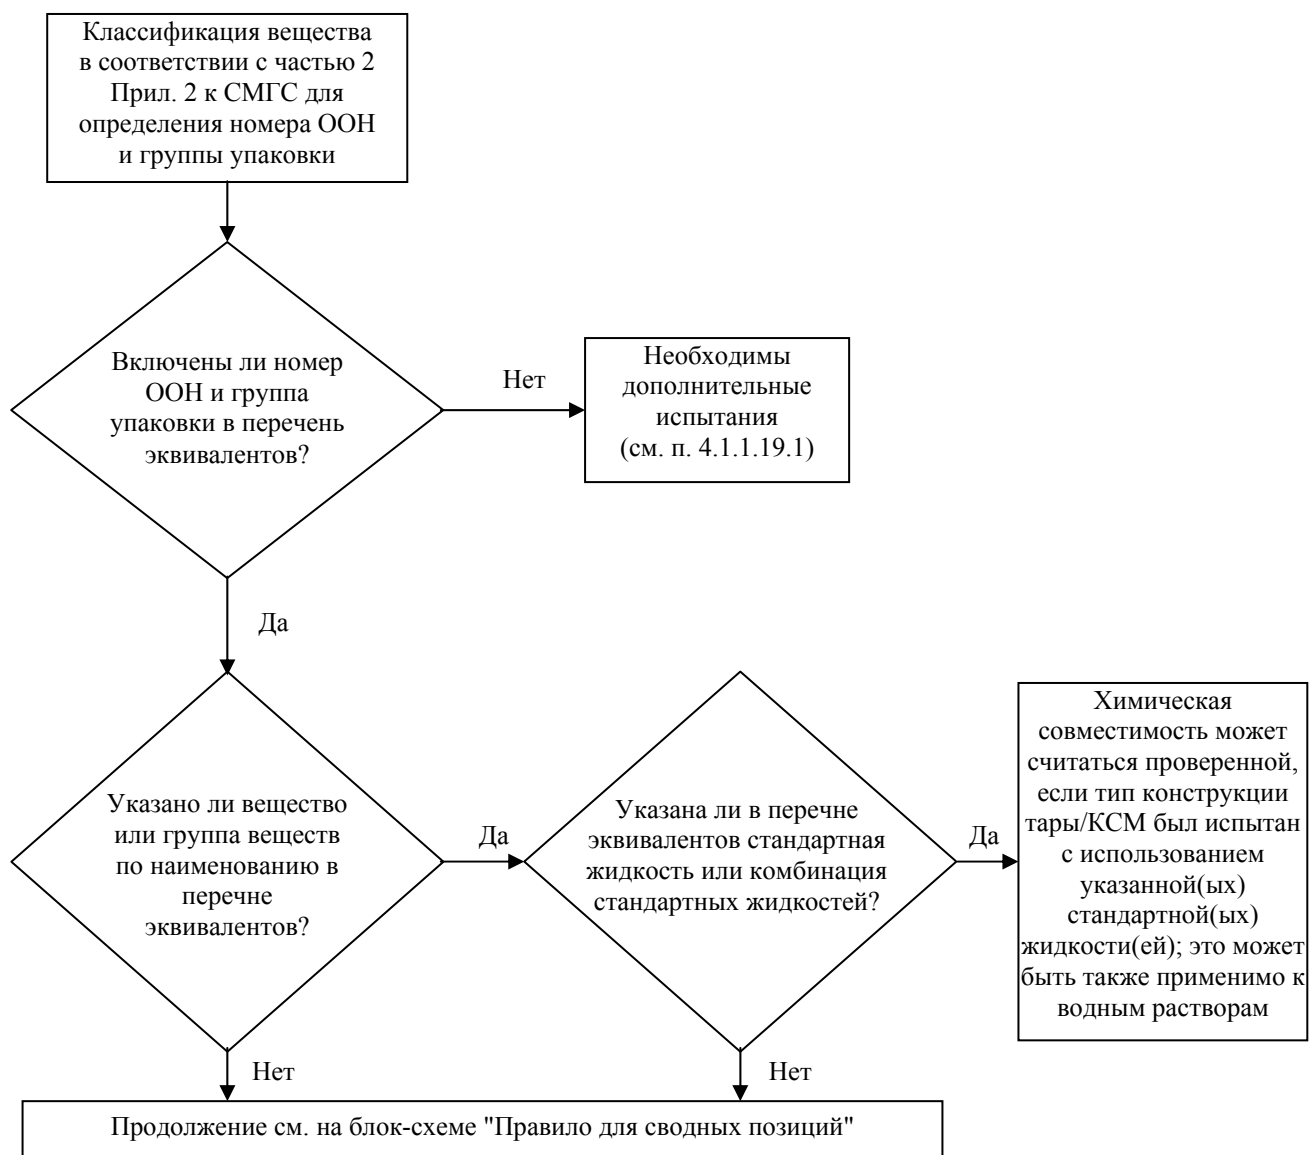 Классификация вещества
в соответствии с частью 2
Прил. 2 к СМГС для
определения номера ООН
и группы упаковки
Включены ли номер
ООН и группа
упаковки в перечень
эквивалентов?
Нет
Необходимы
дополнительные
испытания
(см. п. 4.1.1.19.1)
Да
Указано ли вещество
или группа веществ
по наименованию в
перечне
эквивалентов?
Да
Указана ли в перечне
эквивалентов стандартная
жидкость или комбинация
стандартных жидкостей?
Да
Химическая
совместимость может
считаться проверенной,
если тип конструкции
тары/КСМ был испытан
с использованием
указанной(ых)
стандартной(ых)
жидкости(ей); это может
быть также применимо к
водным растворам
Нет
Нет
Продолжение см. на блок-схеме "Правило для сводных позиций"